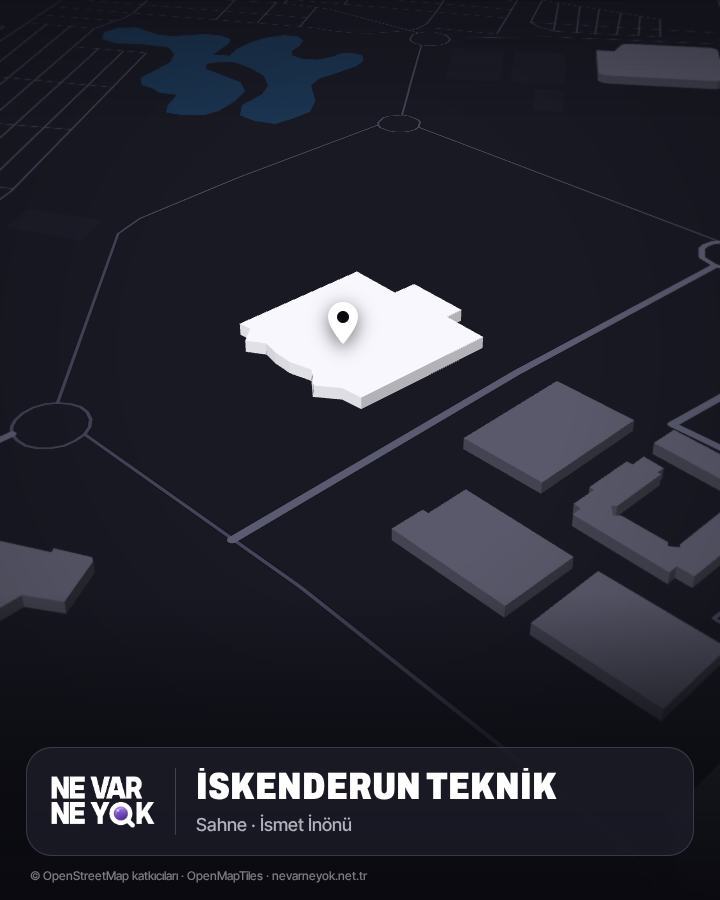 NE VAR
NE YOK
İSKENDERUN TEKNİK
Sahne · İsmet İnönü
© OpenStreetMap katkıcıları · OpenMapTiles · nevarneyok.net.tr